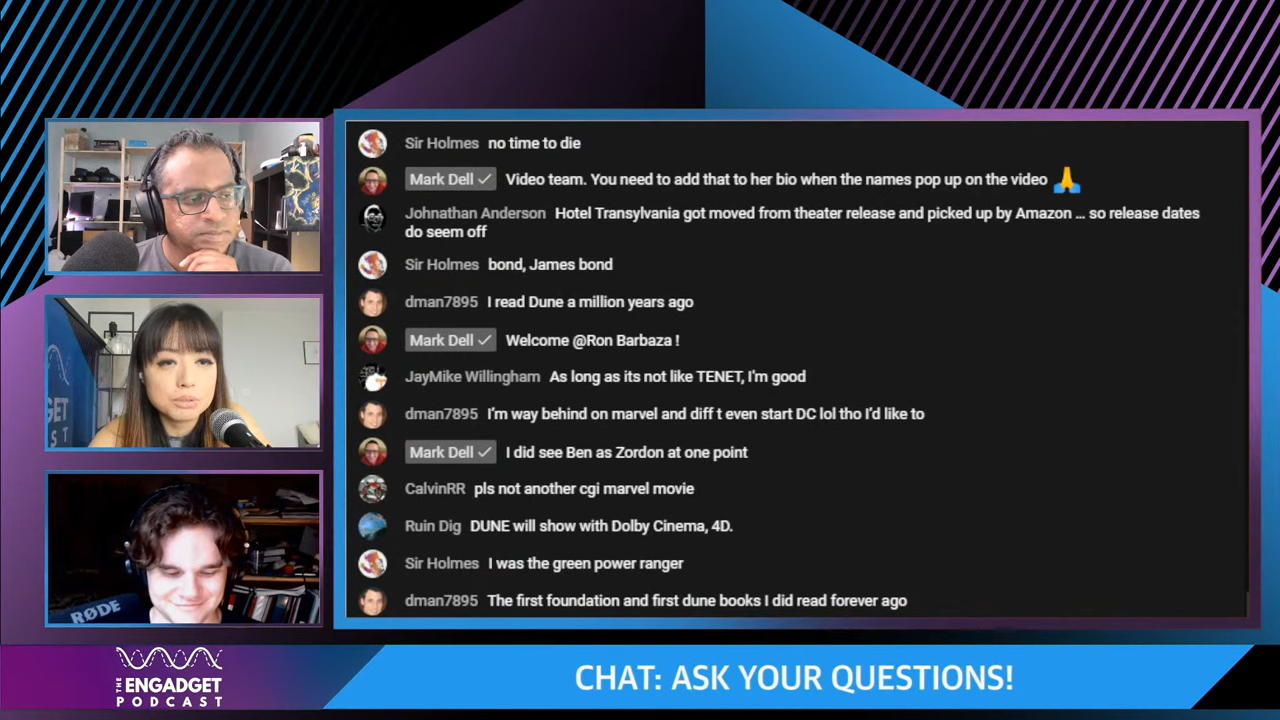 Sir Holmes no time to die
Mark Dell Video team. You need to add that to her bio when the names pop up on the video 🙏
Johnathan Anderson Hotel Transylvania got moved from theater release and picked up by Amazon ... so release dates
do seem off
Sir Holmes bond, James bond
dman7895 I read Dune a million years ago
Mark Dell Welcome @Ron Barbaza !
JayMike Willingham As long as its not like TENET, I'm good
dman7895 I'm way behind on marvel and diff t even start DC lol tho I'd like to
Mark Dell I did see Ben as Zordon at one point
CalvinRR pls not another cgi marvel movie
Ruin Dig DUNE will show with Dolby Cinema, 4D.
Sir Holmes I was the green power ranger
dman7895 The first foundation and first dune books I did read forever ago
RØDE
THE
ENGADGET
PODCAST
CHAT: ASK YOUR QUESTIONS!